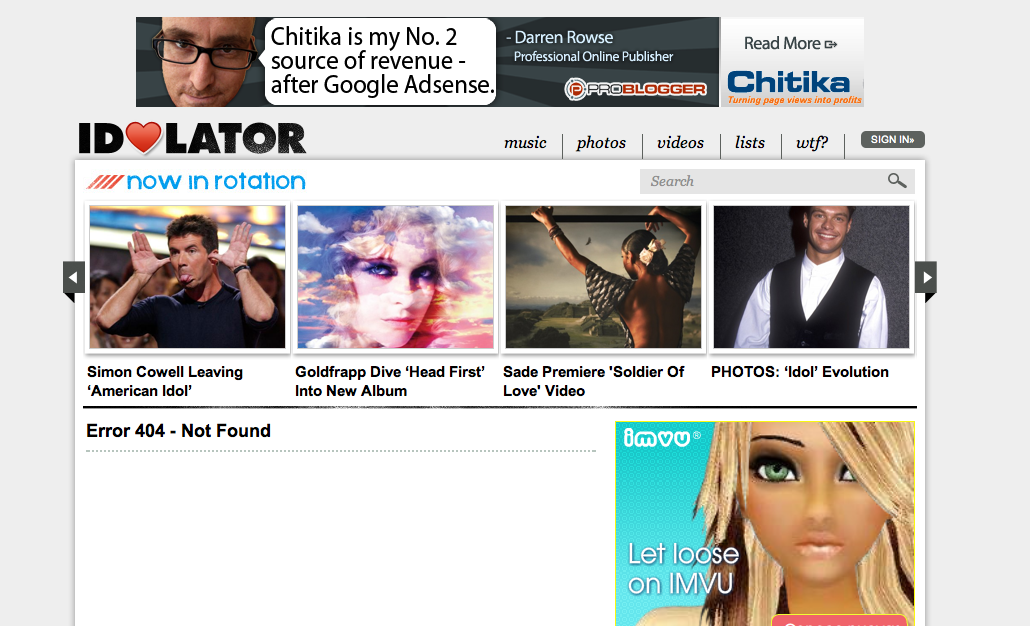 Chitika is my No. 2
source of revenue -
after Google Adsense.
- Darren Rowse
Professional Online Publisher
PROBLOGGER
Read More
Chitika
Turning page views into profits
IDOLATOR
music
photos
videos
lists
wtf?
SIGN IN»
now in rotation
Search
Simon Cowell Leaving
‘American Idol’
Goldfrapp Dive ‘Head First’
Into New Album
Sade Premiere 'Soldier Of
Love' Video
PHOTOS: ‘Idol’ Evolution
Error 404 - Not Found
imvu®
Let loose
on IMVU